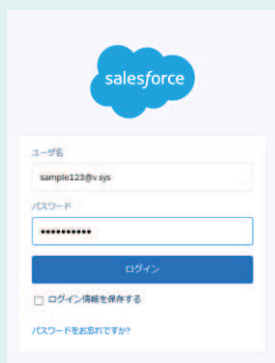 salesforce
ユーザ名
sample123@v.sys
パスワード
••••••••••
ログイン
ログイン情報を保存する
パスワードをお忘れですか?